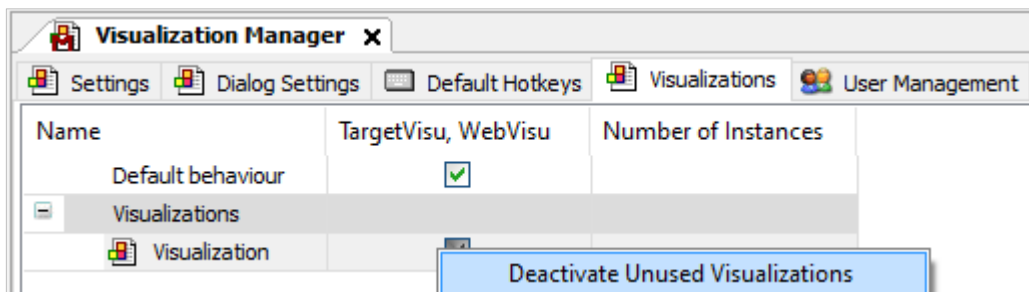 Visualization Manager
Settings Dialog Settings Default Hotkeys Visualizations User Management
Name TargetVisu, WebVisu Number of Instances
Default behaviour
Visualizations
Visualization
Deactivate Unused Visualizations